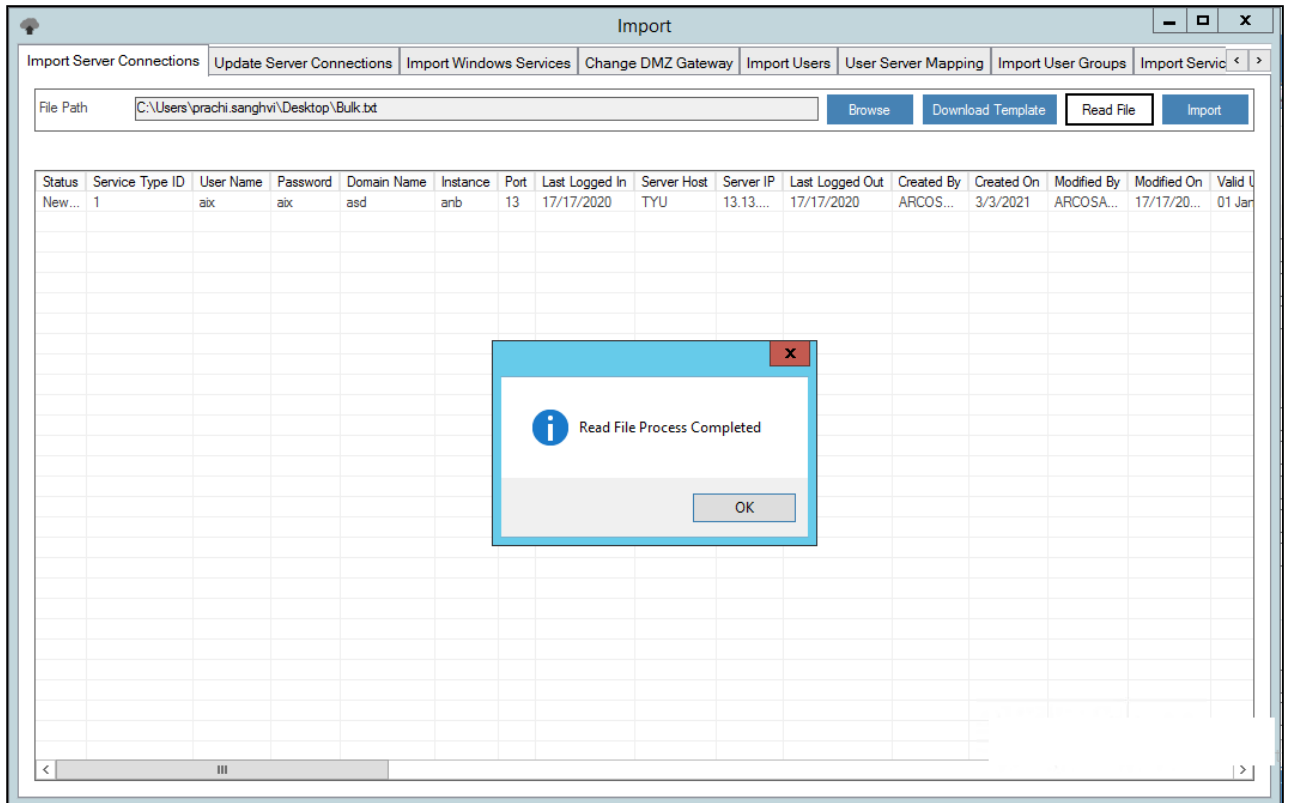 Import
Import Server Connections Update Server Connections Import Windows Services Change DMZ Gateway Import Users User Server Mapping Import User Groups Import Servic
File Path C:\Users\prachi.sanghvi\Desktop\Bulk.txt Browse Download Template Read File Import
Status Service Type ID User Name Password Domain Name Instance Port Last Logged In Server Host Server IP Last Logged Out Created By Created On Modified By Modified On Valid U
New... 1 aix aix asd anb 13 17/17/2020 TYU 13.13.... 17/17/2020 ARCOS... 3/3/2021 ARCOSA... 17/17/20... 01 Jan
Read File Process Completed
OK